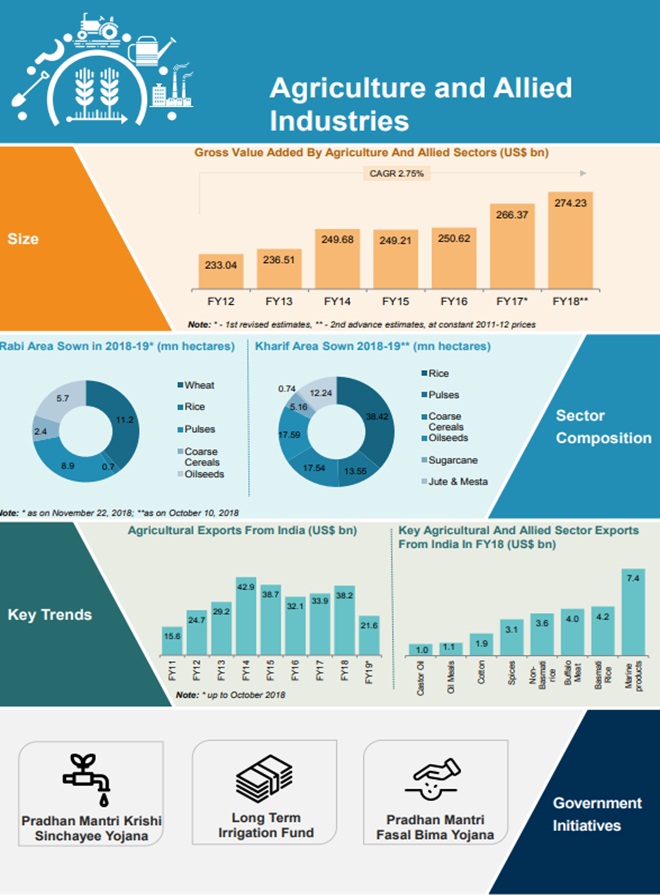 Agriculture and Allied
Industries
Gross Value Added By Agriculture And Allied Sectors (US$ bn)
CAGR 2.75%
Size
233.04
236.51
249.68
249.21
250.62
266.37
274.23
FY12
FY13
FY14
FY15
FY16
FY17*
FY18**
Note: * - 1st revised estimates, ** - 2nd advance estimates, at constant 2011-12 prices
Rabi Area Sown in 2018-19* (mn hectares)
11.2
0.7
8.9
2.4
5.7
Wheat
Rice
Pulses
Coarse
Cereals
Oilseeds
Kharif Area Sown 2018-19** (mn hectares)
38.42
13.55
17.54
17.59
5.16
0.74
12.24
Rice
Pulses
Coarse
Cereals
Oilseeds
Sugarcane
Jute & Mesta
Sector
Composition
Note: * as on November 22, 2018; **as on October 10, 2018
Key Trends
Agricultural Exports From India (US$ bn)
15.6
24.7
29.2
42.9
38.7
32.1
33.9
38.2
21.6
FY11
FY12
FY13
FY14
FY15
FY16
FY17
FY18
FY19*
Note: * up to October 2018
Key Agricultural And Allied Sector Exports
From India In FY18 (US$ bn)
1.0
1.1
1.9
3.1
3.6
4.0
4.2
7.4
Castor Oil
Oil Meals
Cotton
Spices
Non-
Basmati
rice
Buffalo
Meat
Basmati
Rice
Marine
products
Pradhan Mantri Krishi
Sinchayee Yojana
Long Term
Irrigation Fund
Pradhan Mantri
Fasal Bima Yojana
Government
Initiatives